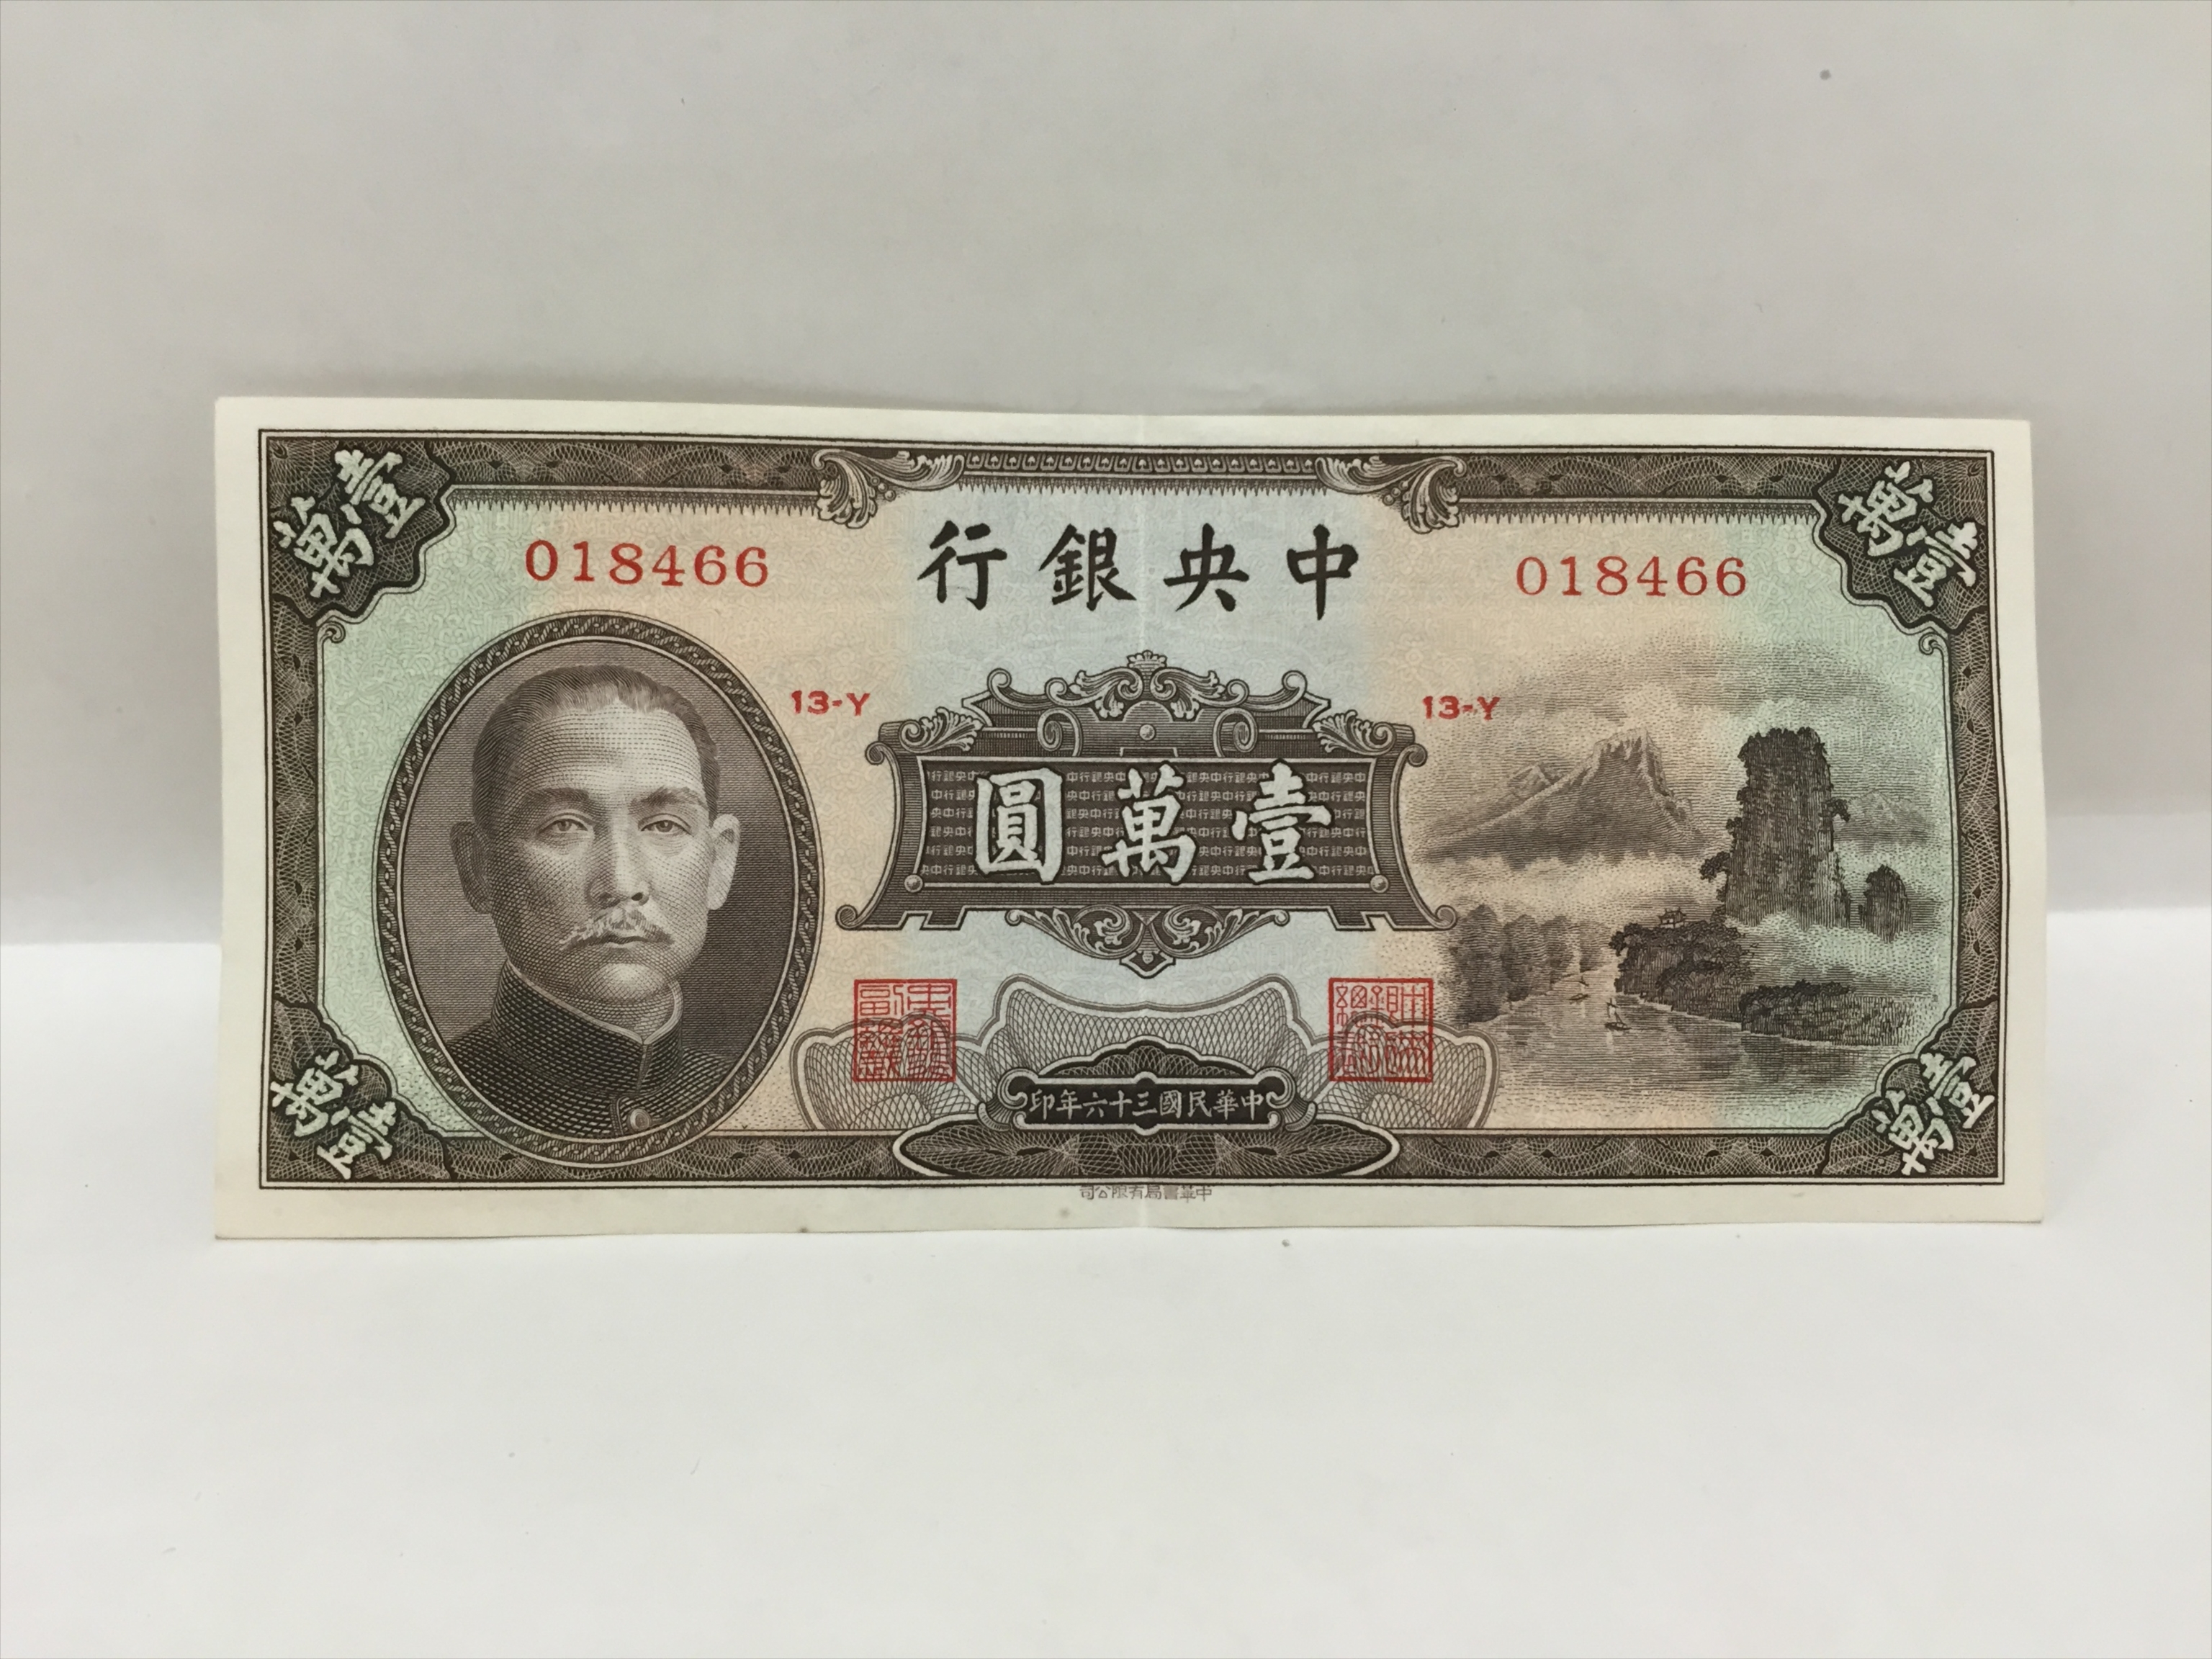 壹萬
壹萬
中央銀行
018466
018466
13-Y
13-Y
壹萬圓
中華民國三十六年印
壹萬
壹萬
中華書局有限公司